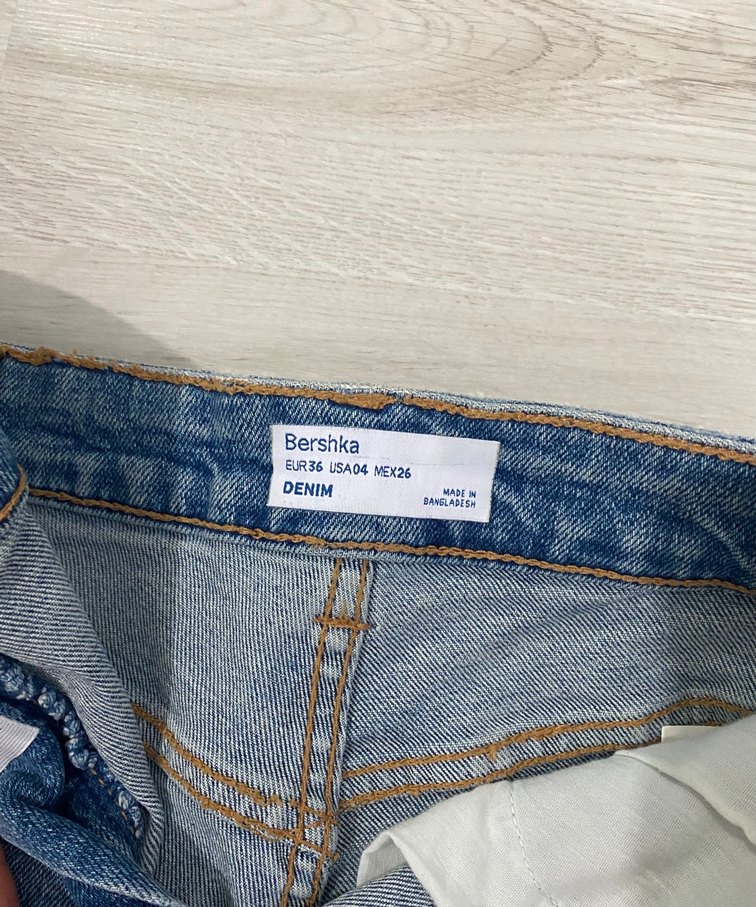 Bershka
EUR36 USA04 MEX26
DENIM
MADE IN
BANGLADESH